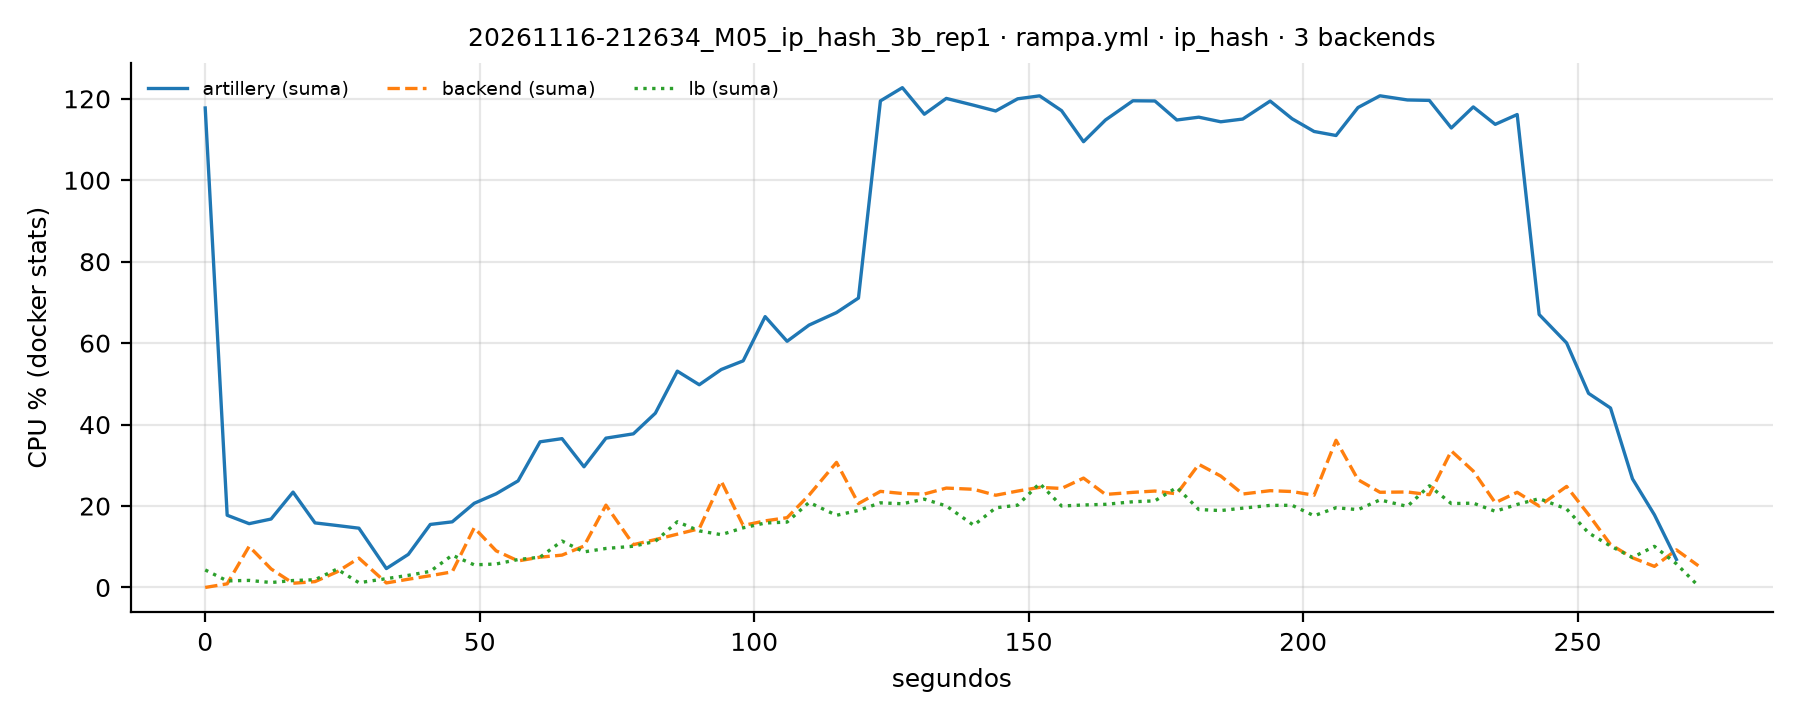 20261116-212634_M05_ip_hash_3b_rep1 · rampa.yml · ip_hash · 3 backends
artillery (suma) backend (suma) lb (suma)
CPU % (docker stats)
120
100
80
60
40
20
0
0 50 100 150 200 250
segundos